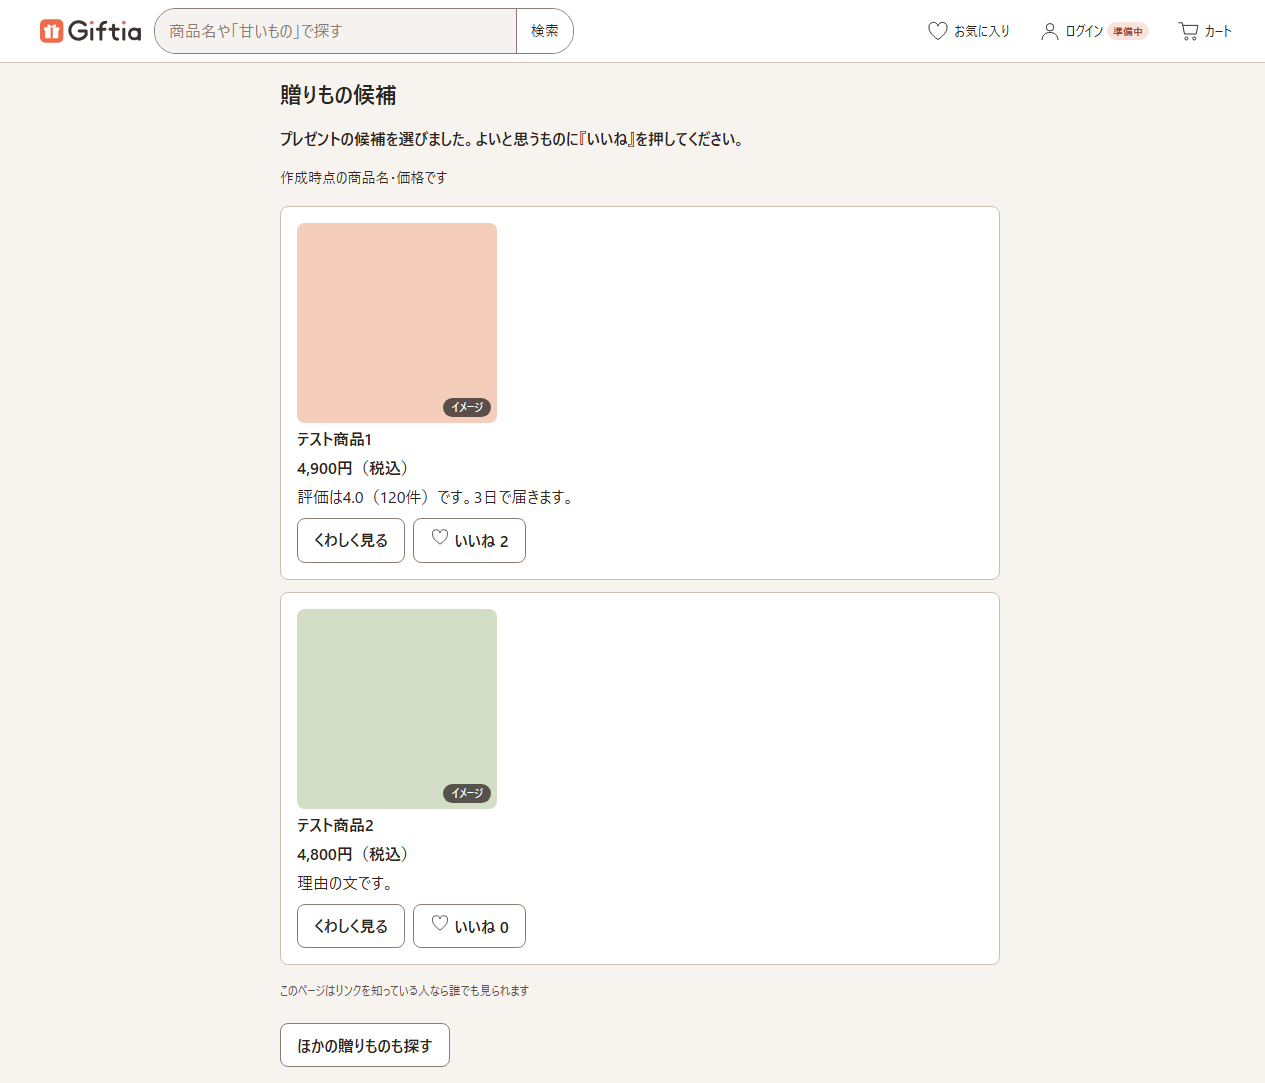 Giftia
商品名や「甘いもの」で探す
検索
お気に入り
ログイン 準備中
カート
贈りもの候補
プレゼントの候補を選びました。よいと思うものに『いいね』を押してください。
作成時点の商品名・価格です
イメージ
テスト商品1
4,900円（税込）
評価は4.0（120件）です。3日で届きます。
くわしく見る
いいね 2
イメージ
テスト商品2
4,800円（税込）
理由の文です。
くわしく見る
いいね 0
このページはリンクを知っている人なら誰でも見られます
ほかの贈りものも探す